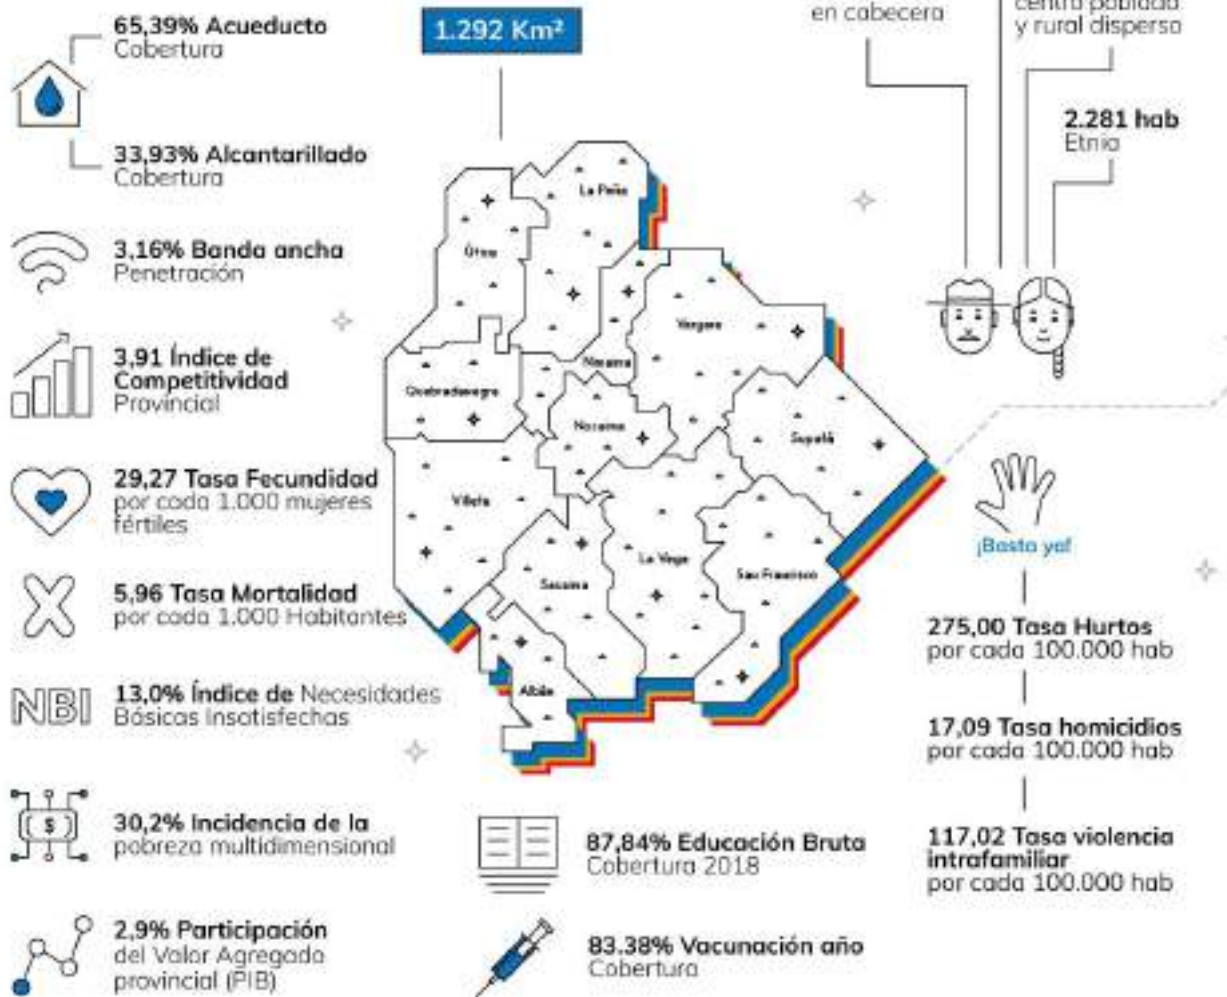 65,39% Acueducto
Cobertura
33,93% Alcantarillado
Cobertura
3,16% Banda ancha
Penetración
3,91 Índice de
Competitividad
Provincial
29,27 Tasa Fecundidad
por cada 1.000 mujeres
fértiles
5,96 Tasa Mortalidad
por cada 1.000 Habitantes
NBI
13,0% Índice de Necesidades
Básicas Insatisfechas
$
30,2% Incidencia de la
pobreza multidimensional
2,9% Participación
del Valor Agregado
provincial (PIB)
1.292 Km²
La Peña
Útica
Vergara
Nimaima
Quebradanegra
Nocaima
Supatá
Villeta
La Vega
Sasaima
San Francisco
Albán
87,84% Educación Bruta
Cobertura 2018
83.38% Vacunación año
Cobertura
en cabecera
centro poblado
y rural disperso
2.281 hab
Etnia
¡Basta ya!
275,00 Tasa Hurtos
por cada 100.000 hab
17,09 Tasa homicidios
por cada 100.000 hab
117,02 Tasa violencia
intrafamiliar
por cada 100.000 hab